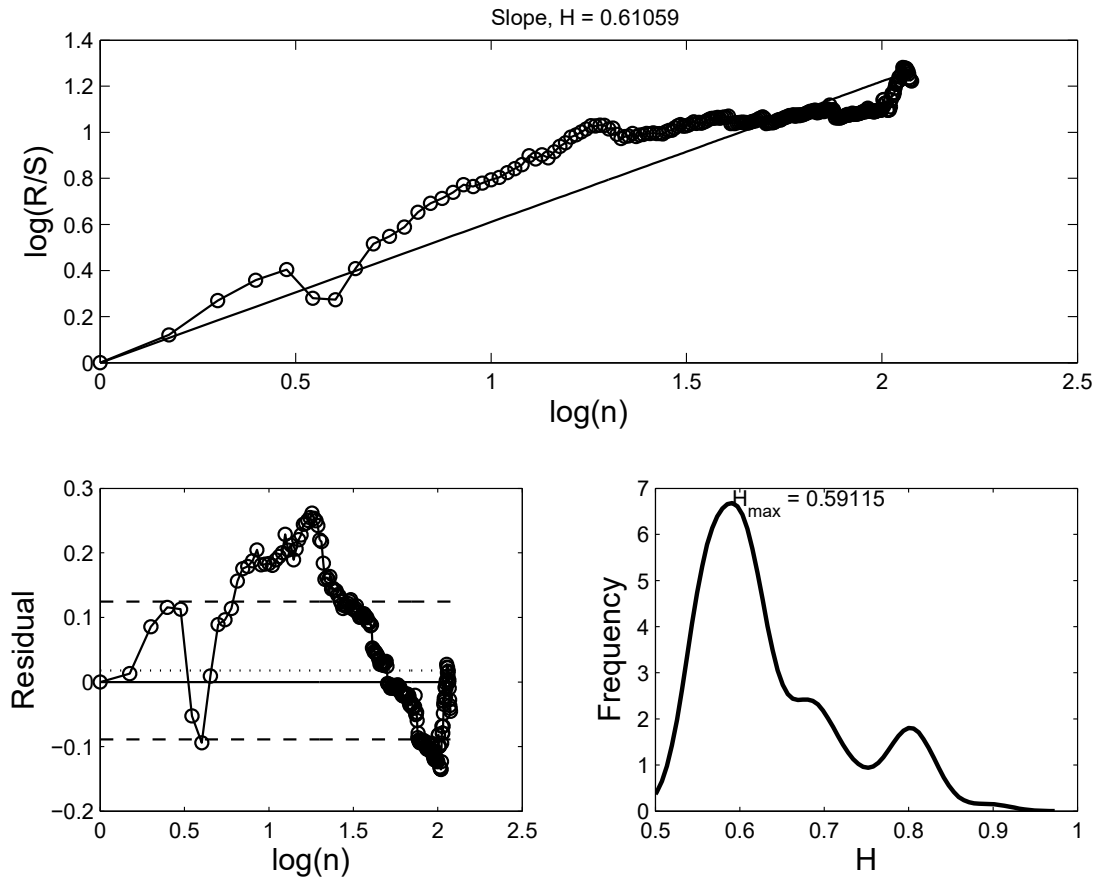 Slope, H = 0.61059
1.4
1.2
1
0.8
0.6
0.4
0.2
0
log(R/S)
0 0.5 1 1.5 2 2.5
log(n)
0.3
0.2
0.1
0
−0.1
−0.2
Residual
0 0.5 1 1.5 2 2.5
log(n)
H_max = 0.59115
7
6
5
4
3
2
1
0
Frequency
0.5 0.6 0.7 0.8 0.9 1
H